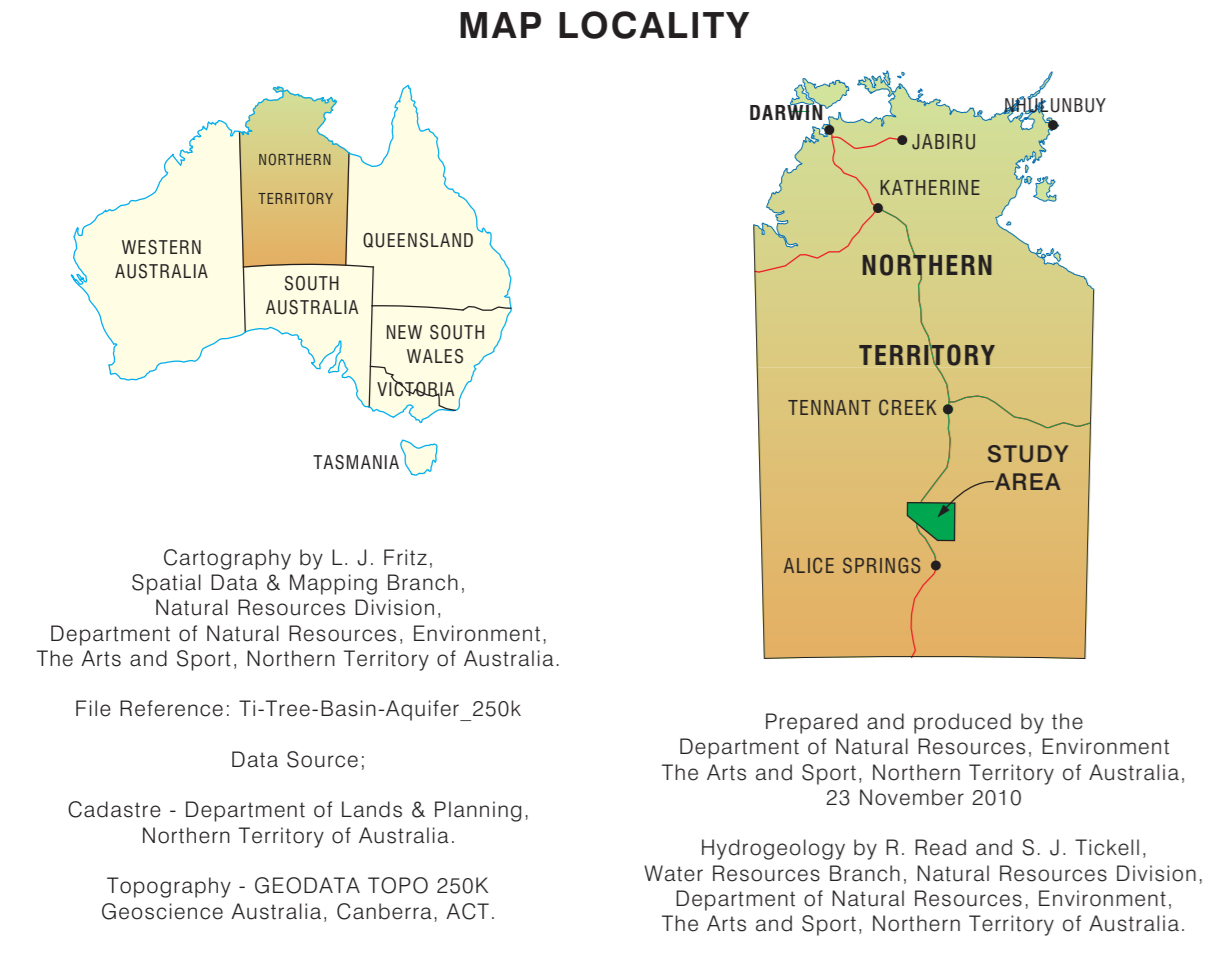 MAP LOCALITY
NORTHERN
TERRITORY
WESTERN
AUSTRALIA
QUEENSLAND
SOUTH
AUSTRALIA
NEW SOUTH
WALES
VICTORIA
TASMANIA
DARWIN
NHULUNBUY
JABIRU
KATHERINE
NORTHERN
TERRITORY
TENNANT CREEK
STUDY
AREA
ALICE SPRINGS
Cartography by L. J. Fritz,
Spatial Data & Mapping Branch,
Natural Resources Division,
Department of Natural Resources, Environment,
The Arts and Sport, Northern Territory of Australia.
File Reference: Ti-Tree-Basin-Aquifer_250k
Data Source;
Cadastre - Department of Lands & Planning,
Northern Territory of Australia.
Topography - GEODATA TOPO 250K
Geoscience Australia, Canberra, ACT.
Prepared and produced by the
Department of Natural Resources, Environment
The Arts and Sport, Northern Territory of Australia,
23 November 2010
Hydrogeology by R. Read and S. J. Tickell,
Water Resources Branch, Natural Resources Division,
Department of Natural Resources, Environment,
The Arts and Sport, Northern Territory of Australia.